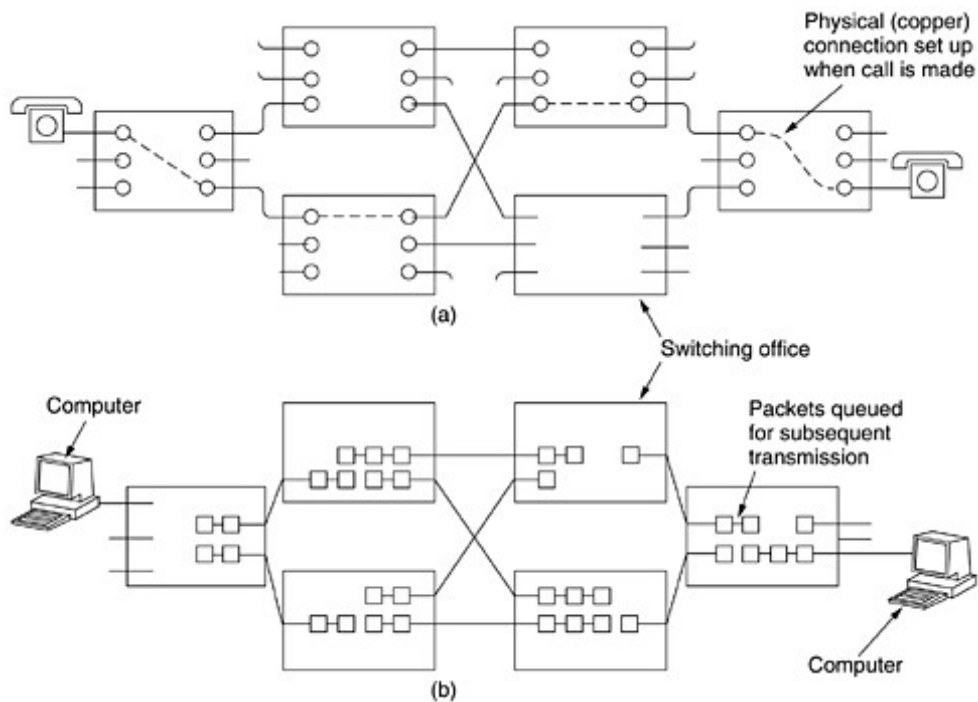 Physical (copper)
connection set up
when call is made
(a)
Switching office
Computer
Packets queued
for subsequent
transmission
Computer
(b)